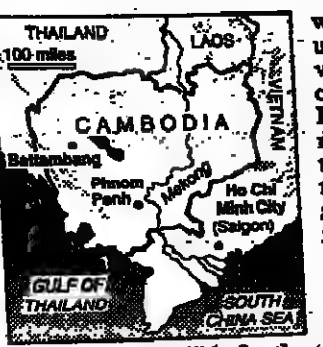 THAILAND
LAOS
100 miles
VIETNAM
CAMBODIA
Battambang
Phnom
Penh
Mekong
Ho Chi
Minh City
(Saigon)
GULF OF
THAILAND
SOUTH
CHINA SEA